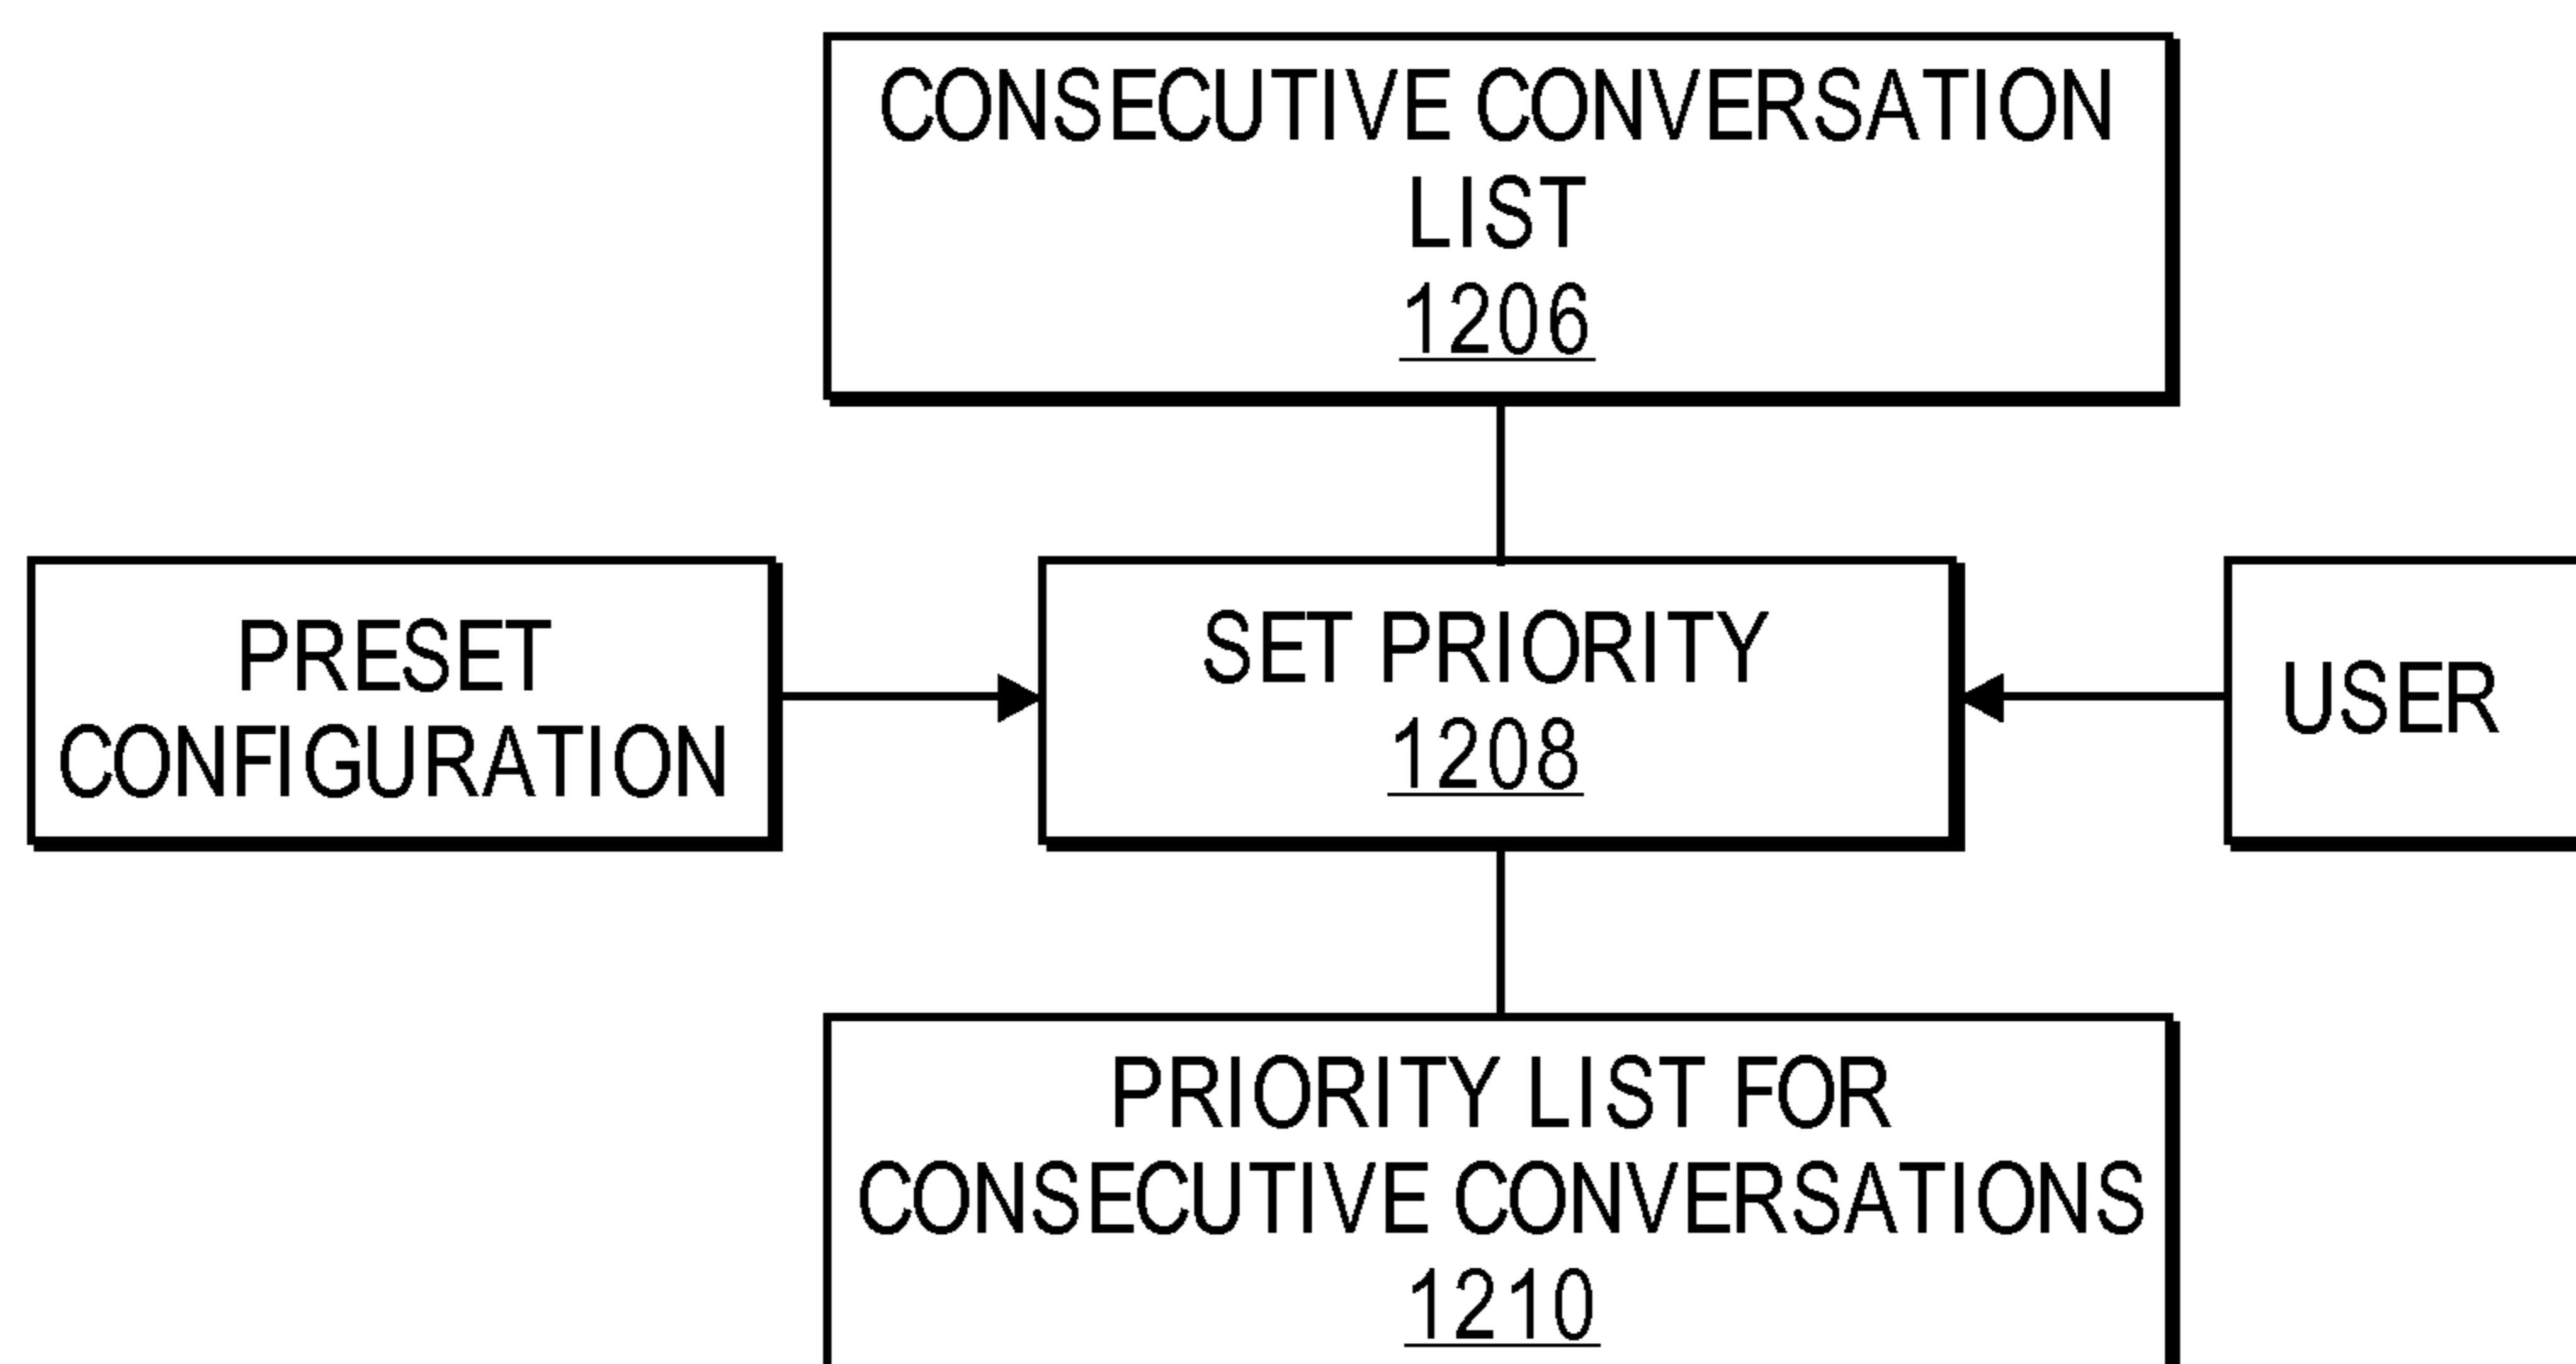 CONSECUTIVE CONVERSATION
LIST
1206
PRESET
CONFIGURATION
SET PRIORITY
1208
USER
PRIORITY LIST FOR
CONSECUTIVE CONVERSATIONS
1210